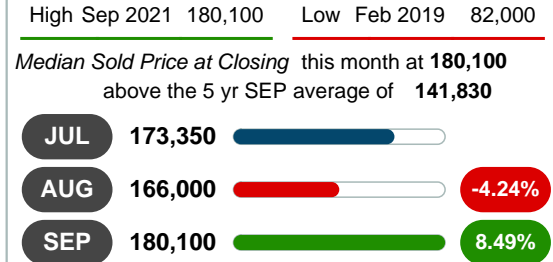 High Sep 2021 180,100 Low Feb 2019 82,000
Median Sold Price at Closing this month at 180,100
above the 5 yr SEP average of 141,830
JUL 173,350
AUG 166,000 -4.24%
SEP 180,100 8.49%